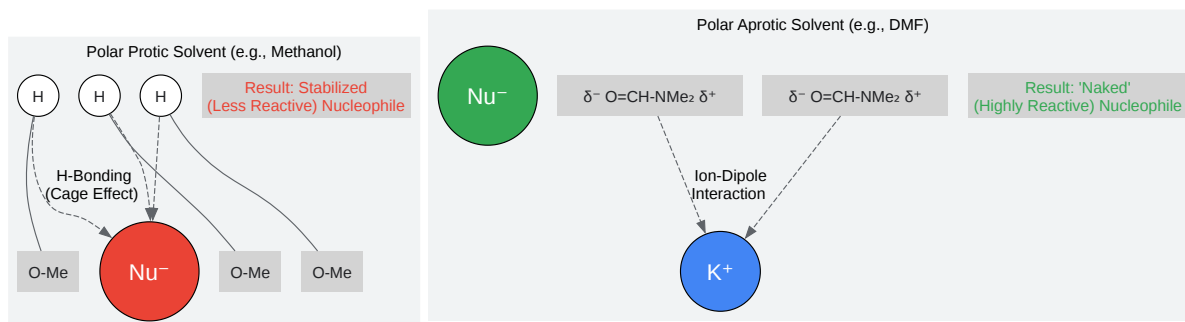 Polar Protic Solvent (e.g., Methanol)
H
H
H
Result: Stabilized
(Less Reactive) Nucleophile
H-Bonding
(Cage Effect)
O-Me
Nu⁻
O-Me
O-Me
Polar Aprotic Solvent (e.g., DMF)
Nu⁻
δ⁻ O=CH-NMe₂ δ⁺
δ⁻ O=CH-NMe₂ δ⁺
Result: 'Naked'
(Highly Reactive) Nucleophile
Ion-Dipole
Interaction
K⁺